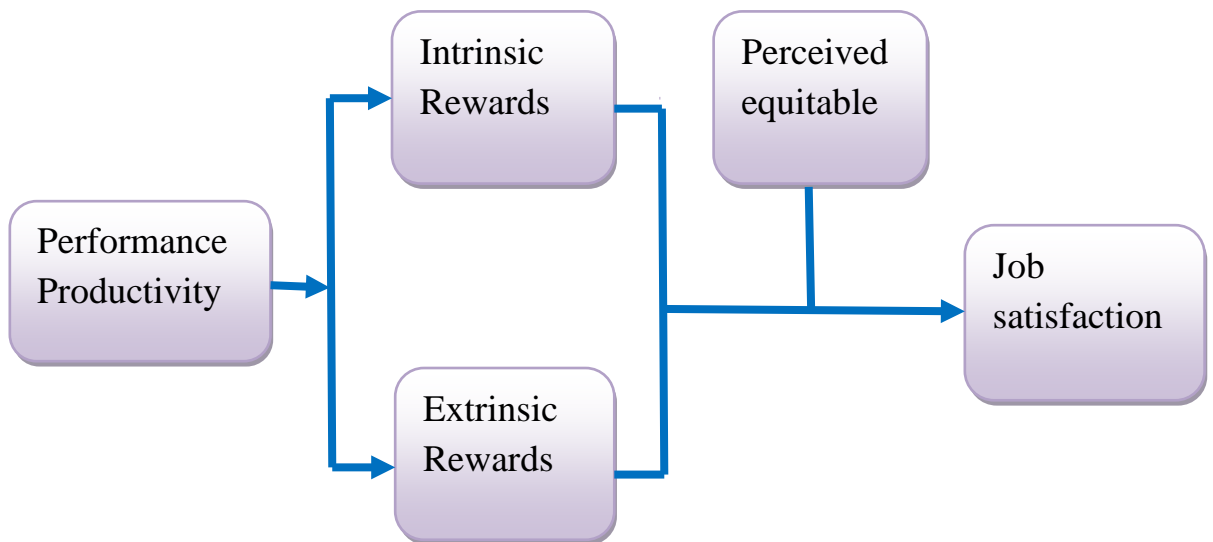 Intrinsic
Rewards
Perceived
equitable
Performance
Productivity
Job
satisfaction
Extrinsic
Rewards